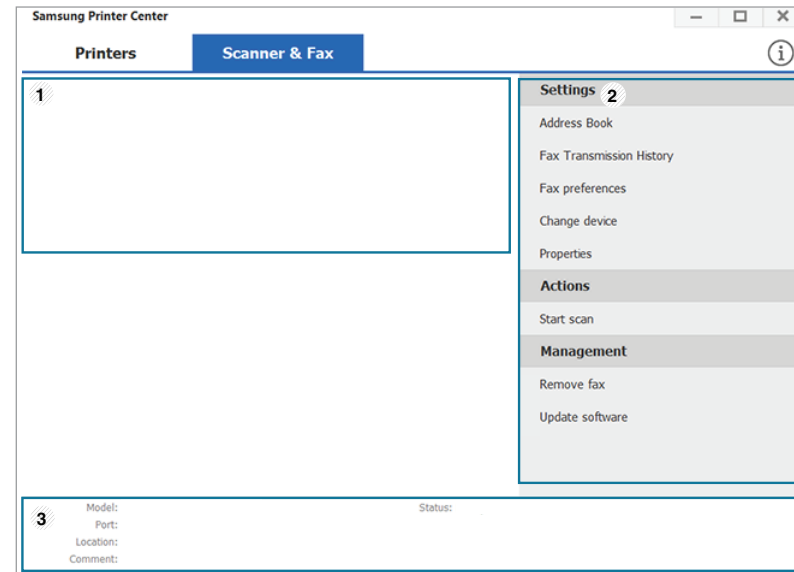 Samsung Printer Center
Printers Scanner & Fax
1
Settings 2
Address Book
Fax Transmission History
Fax preferences
Change device
Properties
Actions
Start scan
Management
Remove fax
Update software
3
Model: Status:
Port:
Location:
Comment: